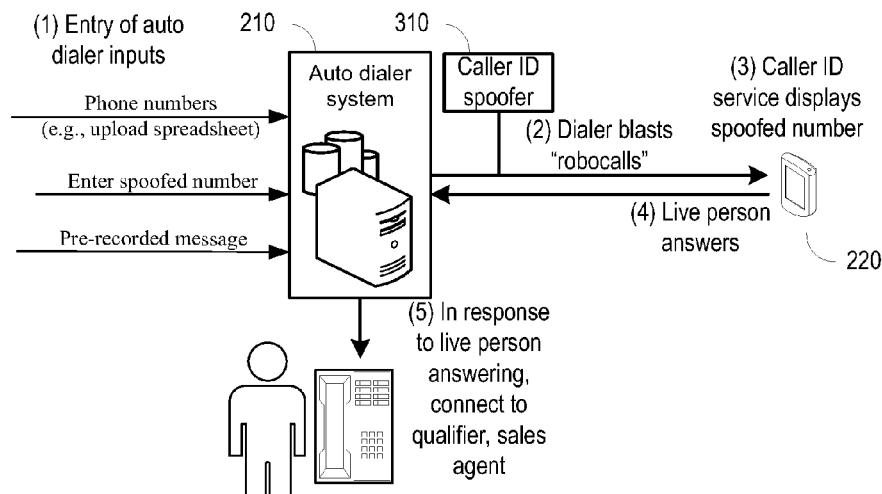 (1) Entry of auto
dialer inputs
210
310
Auto dialer
system
Caller ID
spoofer
(3) Caller ID
service displays
spoofed number
Phone numbers
(e.g., upload spreadsheet)
(2) Dialer blasts
“robocalls”
Enter spoofed number
(4) Live person
answers
Pre-recorded message
220
(5) In response
to live person
answering,
connect to
qualifier, sales
agent